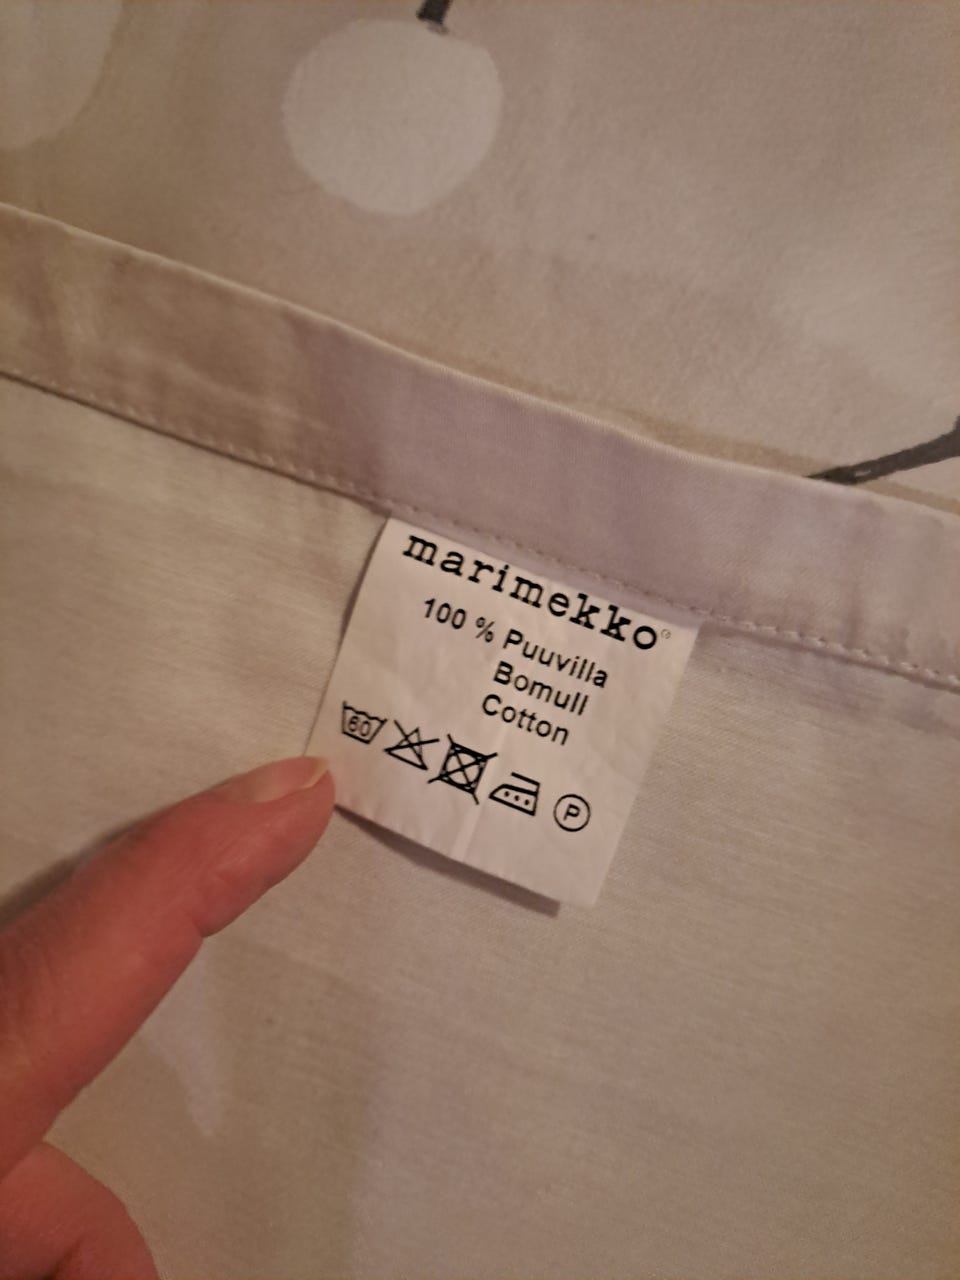 marimekko®
100 % Puuvilla
Bomull
Cotton
60
P